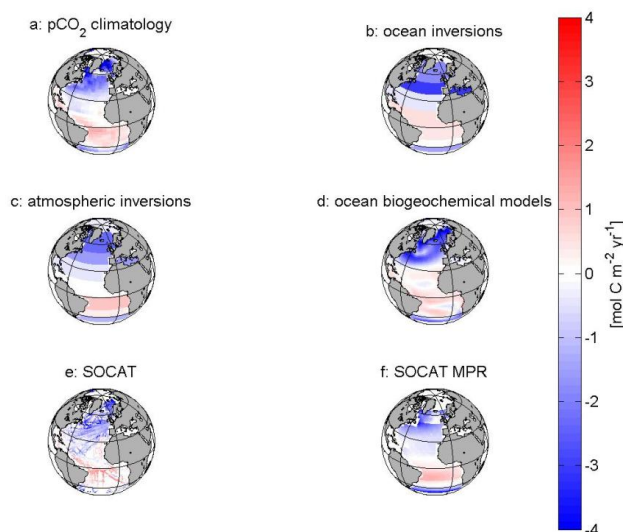 a: pCO₂ climatology
b: ocean inversions
c: atmospheric inversions
d: ocean biogeochemical models
e: SOCAT
f: SOCAT MPR
4
3
2
1
0
-1
-2
-3
-4
[mol C m⁻² yr⁻¹]